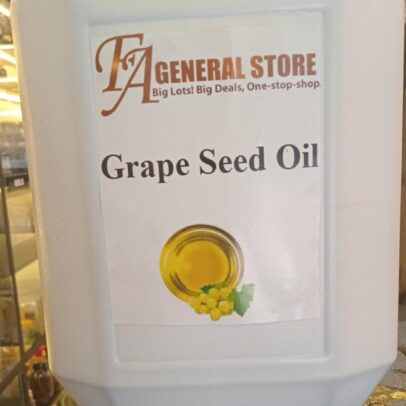 FA GENERAL STORE
Big Lots! Big Deals, One-stop-shop.
Grape Seed Oil